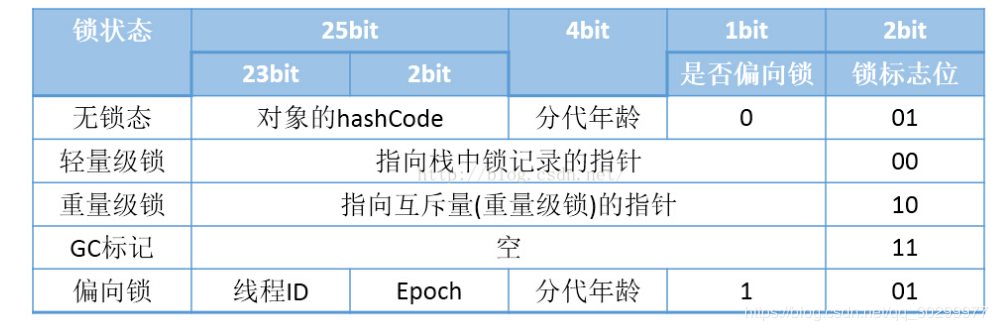 锁状态 25bit 4bit 1bit 2bit
23bit 2bit 是否偏向锁 锁标志位
无锁态 对象的hashCode 分代年龄 0 01
轻量级锁 指向栈中锁记录的指针 00
http://blog.csdn.net/
重量级锁 指向互斥量(重量级锁)的指针 10
GC标记 空 11
偏向锁 线程ID Epoch 分代年龄 1 01
https://blog.csdn.net/qq_30299977